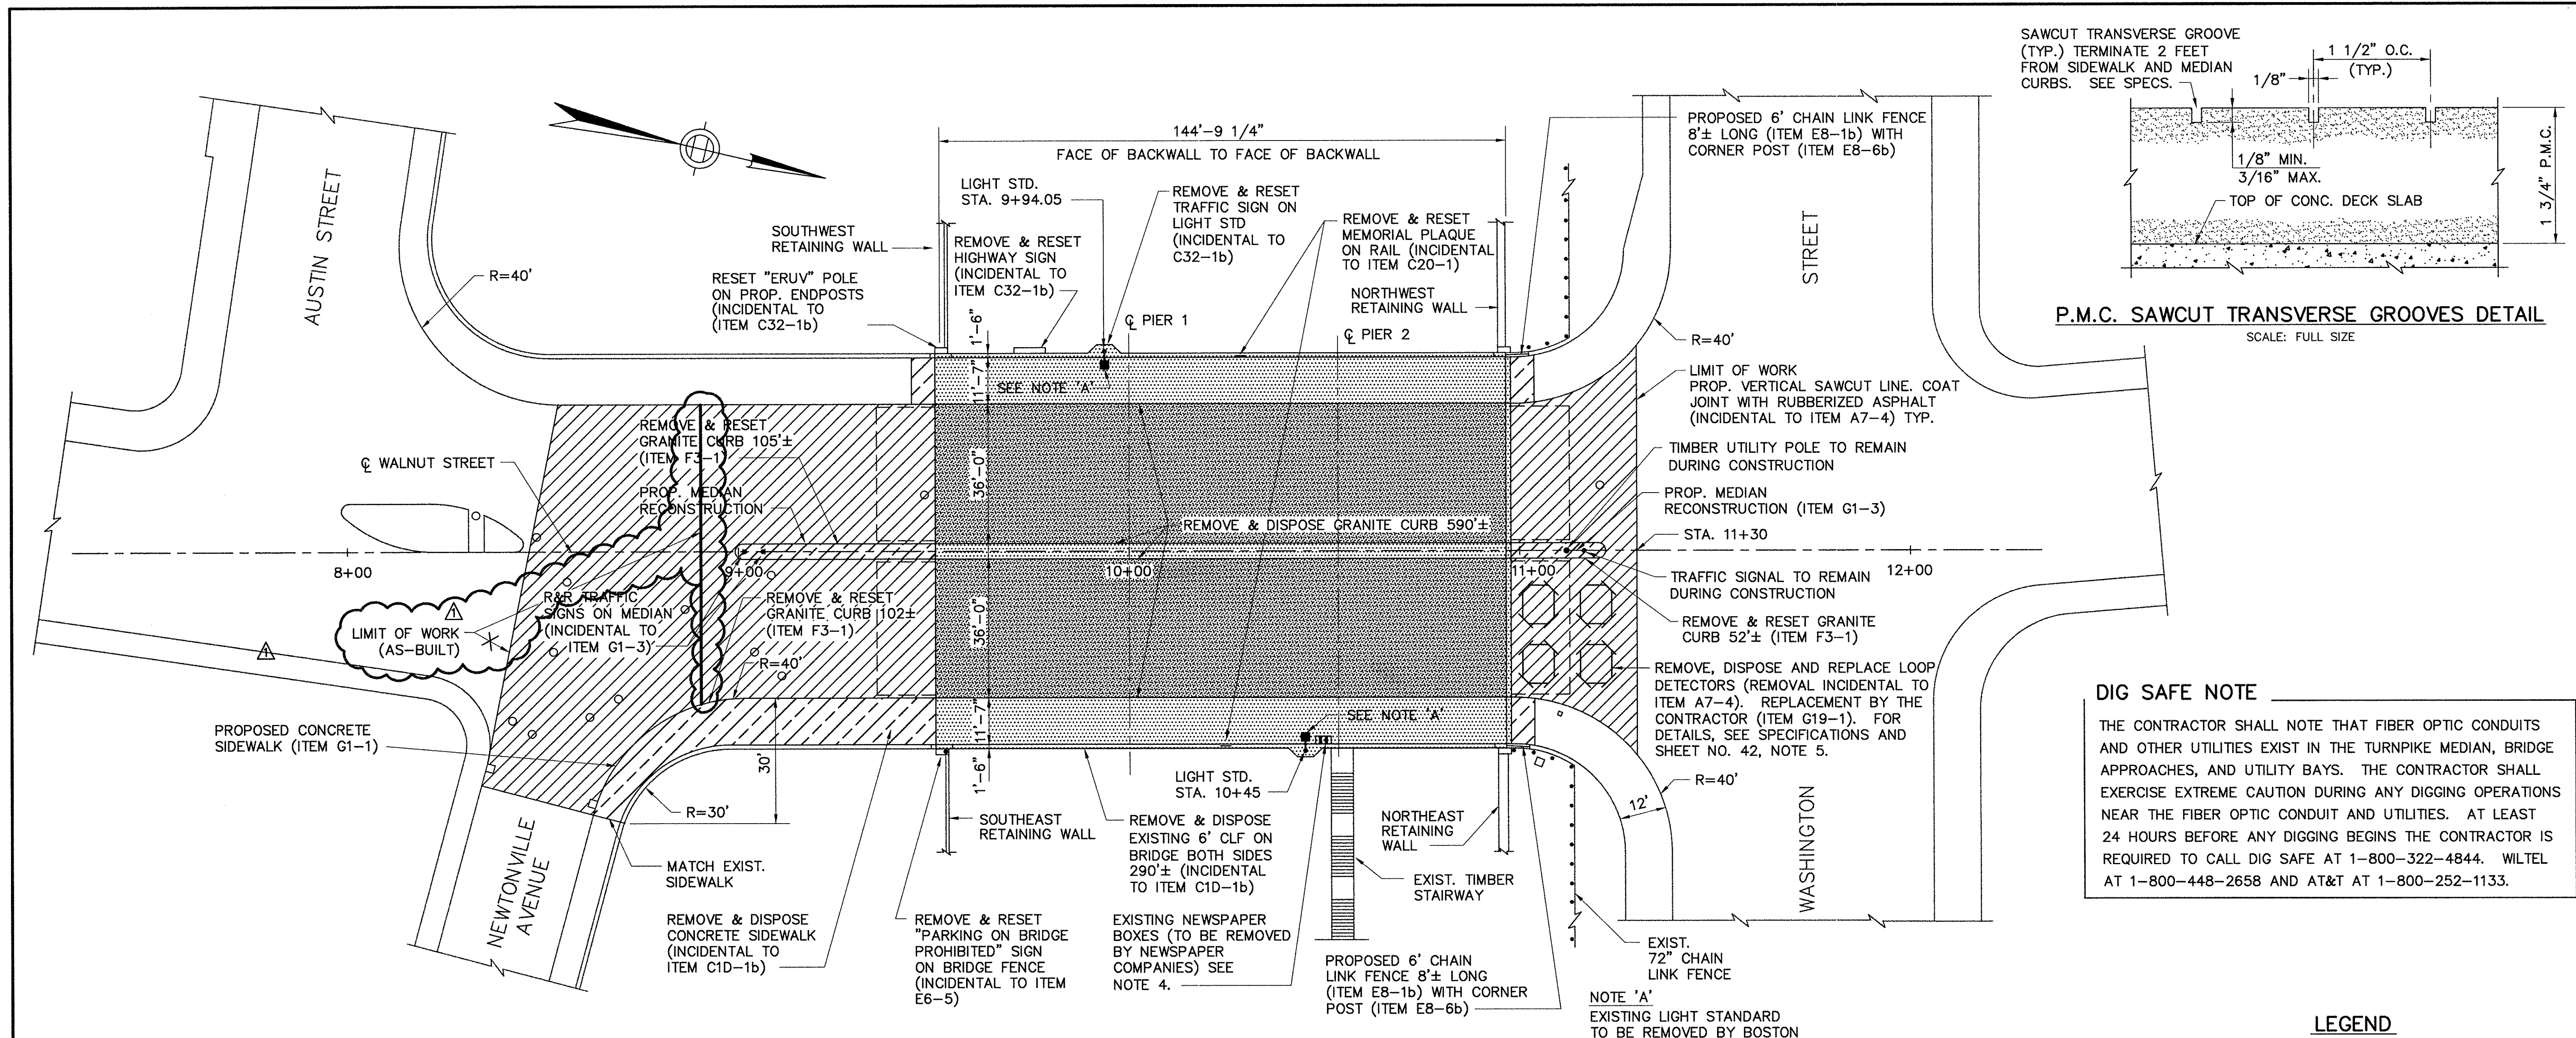 SAWCUT TRANSVERSE GROOVE
(TYP.) TERMINATE 2 FEET
FROM SIDEWALK AND MEDIAN
CURBS. SEE SPECS.
1 1/2" O.C.
(TYP.)
1/8"
1/8" MIN.
3/16" MAX.
TOP OF CONC. DECK SLAB
1 3/4" P.M.C.
P.M.C. SAWCUT TRANSVERSE GROOVES DETAIL
SCALE: FULL SIZE
144'-9 1/4"
FACE OF BACKWALL TO FACE OF BACKWALL
PROPOSED 6' CHAIN LINK FENCE
8'± LONG (ITEM E8-1b) WITH
CORNER POST (ITEM E8-6b)
AUSTIN STREET
R=40'
SOUTHWEST
RETAINING WALL
RESET "ERUV" POLE
ON PROP. ENDPOSTS
(INCIDENTAL TO
(ITEM C32-1b)
LIGHT STD.
STA. 9+94.05
REMOVE & RESET
HIGHWAY SIGN
(INCIDENTAL TO
ITEM C32-1b)
REMOVE & RESET
TRAFFIC SIGN ON
LIGHT STD
(INCIDENTAL TO
C32-1b)
REMOVE & RESET
MEMORIAL PLAQUE
ON RAIL (INCIDENTAL
TO ITEM C20-1)
NORTHWEST
RETAINING WALL
℄ PIER 1
℄ PIER 2
1'-6"
11'-7"
SEE NOTE 'A'
36'-0"
36'-0"
11'-7"
1'-6"
STREET
R=40'
LIMIT OF WORK
PROP. VERTICAL SAWCUT LINE. COAT
JOINT WITH RUBBERIZED ASPHALT
(INCIDENTAL TO ITEM A7-4) TYP.
TIMBER UTILITY POLE TO REMAIN
DURING CONSTRUCTION
PROP. MEDIAN
RECONSTRUCTION (ITEM G1-3)
STA. 11+30
TRAFFIC SIGNAL TO REMAIN
DURING CONSTRUCTION
REMOVE & RESET GRANITE
CURB 52'± (ITEM F3-1)
REMOVE, DISPOSE AND REPLACE LOOP
DETECTORS (REMOVAL INCIDENTAL TO
ITEM A7-4). REPLACEMENT BY THE
CONTRACTOR (ITEM G19-1). FOR
DETAILS, SEE SPECIFICATIONS AND
SHEET NO. 42, NOTE 5.
R=40'
12'
WASHINGTON
REMOVE & RESET
GRANITE CURB 105'±
(ITEM F3-1)
℄ WALNUT STREET
PROP. MEDIAN
RECONSTRUCTION
REMOVE & DISPOSE GRANITE CURB 590'±
8+00
9+00
10+00
11+00
12+00
1
LIMIT OF WORK
(AS-BUILT)
1
R&R TRAFFIC
SIGNS ON MEDIAN
(INCIDENTAL TO
ITEM G1-3)
REMOVE & RESET
GRANITE CURB 102±
(ITEM F3-1)
R=40'
PROPOSED CONCRETE
SIDEWALK (ITEM G1-1)
30'
R=30'
NEWTONVILLE
AVENUE
MATCH EXIST.
SIDEWALK
REMOVE & DISPOSE
CONCRETE SIDEWALK
(INCIDENTAL TO
ITEM C1D-1b)
SOUTHEAST
RETAINING WALL
REMOVE & RESET
"PARKING ON BRIDGE
PROHIBITED" SIGN
ON BRIDGE FENCE
(INCIDENTAL TO ITEM
E6-5)
REMOVE & DISPOSE
EXISTING 6' CLF ON
BRIDGE BOTH SIDES
290'± (INCIDENTAL
TO ITEM C1D-1b)
SEE NOTE 'A'
LIGHT STD.
STA. 10+45
EXISTING NEWSPAPER
BOXES (TO BE REMOVED
BY NEWSPAPER
COMPANIES) SEE
NOTE 4.
NORTHEAST
RETAINING
WALL
EXIST. TIMBER
STAIRWAY
PROPOSED 6' CHAIN
LINK FENCE 8'± LONG
(ITEM E8-1b) WITH CORNER
POST (ITEM E8-6b)
EXIST.
72" CHAIN
LINK FENCE
NOTE 'A'
EXISTING LIGHT STANDARD
TO BE REMOVED BY BOSTON
DIG SAFE NOTE
THE CONTRACTOR SHALL NOTE THAT FIBER OPTIC CONDUITS
AND OTHER UTILITIES EXIST IN THE TURNPIKE MEDIAN, BRIDGE
APPROACHES, AND UTILITY BAYS. THE CONTRACTOR SHALL
EXERCISE EXTREME CAUTION DURING ANY DIGGING OPERATIONS
NEAR THE FIBER OPTIC CONDUIT AND UTILITIES. AT LEAST
24 HOURS BEFORE ANY DIGGING BEGINS THE CONTRACTOR IS
REQUIRED TO CALL DIG SAFE AT 1-800-322-4844. WILTEL
AT 1-800-448-2658 AND AT&T AT 1-800-252-1133.
LEGEND